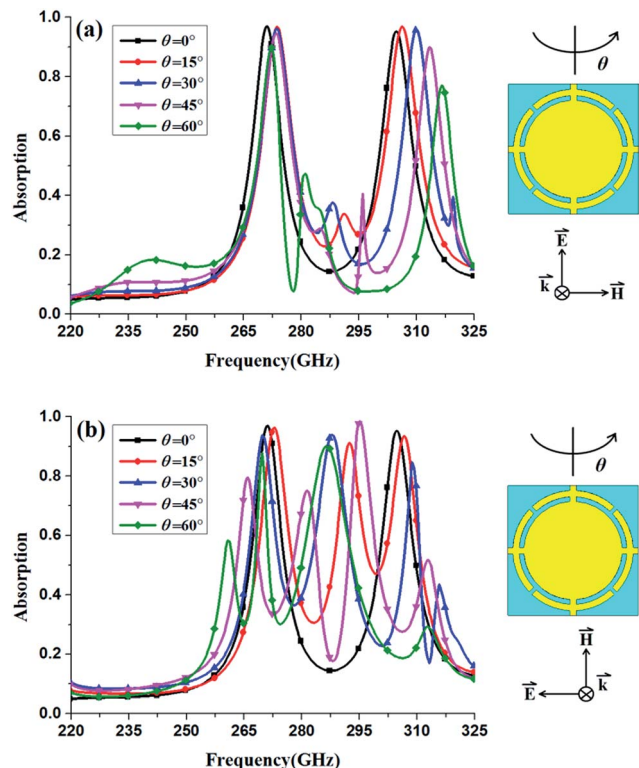 (a)
θ=0°
θ=15°
θ=30°
θ=45°
θ=60°
1.0
0.8
0.6
0.4
0.2
0.0
Absorption
220 235 250 265 280 295 310 325
Frequency(GHz)
θ
E
k
H
(b)
θ=0°
θ=15°
θ=30°
θ=45°
θ=60°
1.0
0.8
0.6
0.4
0.2
0.0
Absorption
220 235 250 265 280 295 310 325
Frequency(GHz)
θ
H
E
k